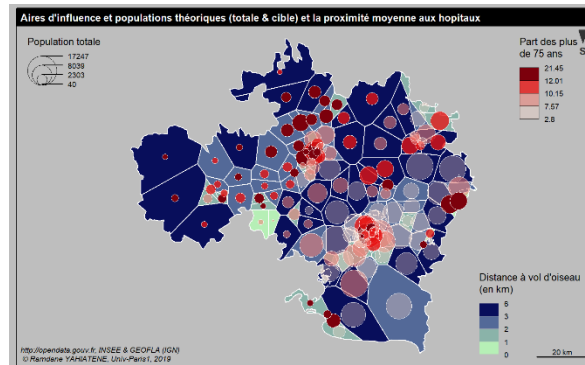 Aires d'influence et populations théoriques (totale & cible) et la proximité moyenne aux hopitaux
Population totale
17247
8039
2303
40
Part des plus
de 75 ans
21.45
12.01
10.15
7.57
2.8
S
Distance à vol d'oiseau
(en km)
5
3
2
1
0
http://opendata.gouv.fr, INSEE & GEOFLA (IGN)
© Ramdane YAHIATENE, Univ-Paris1, 2019
20 km